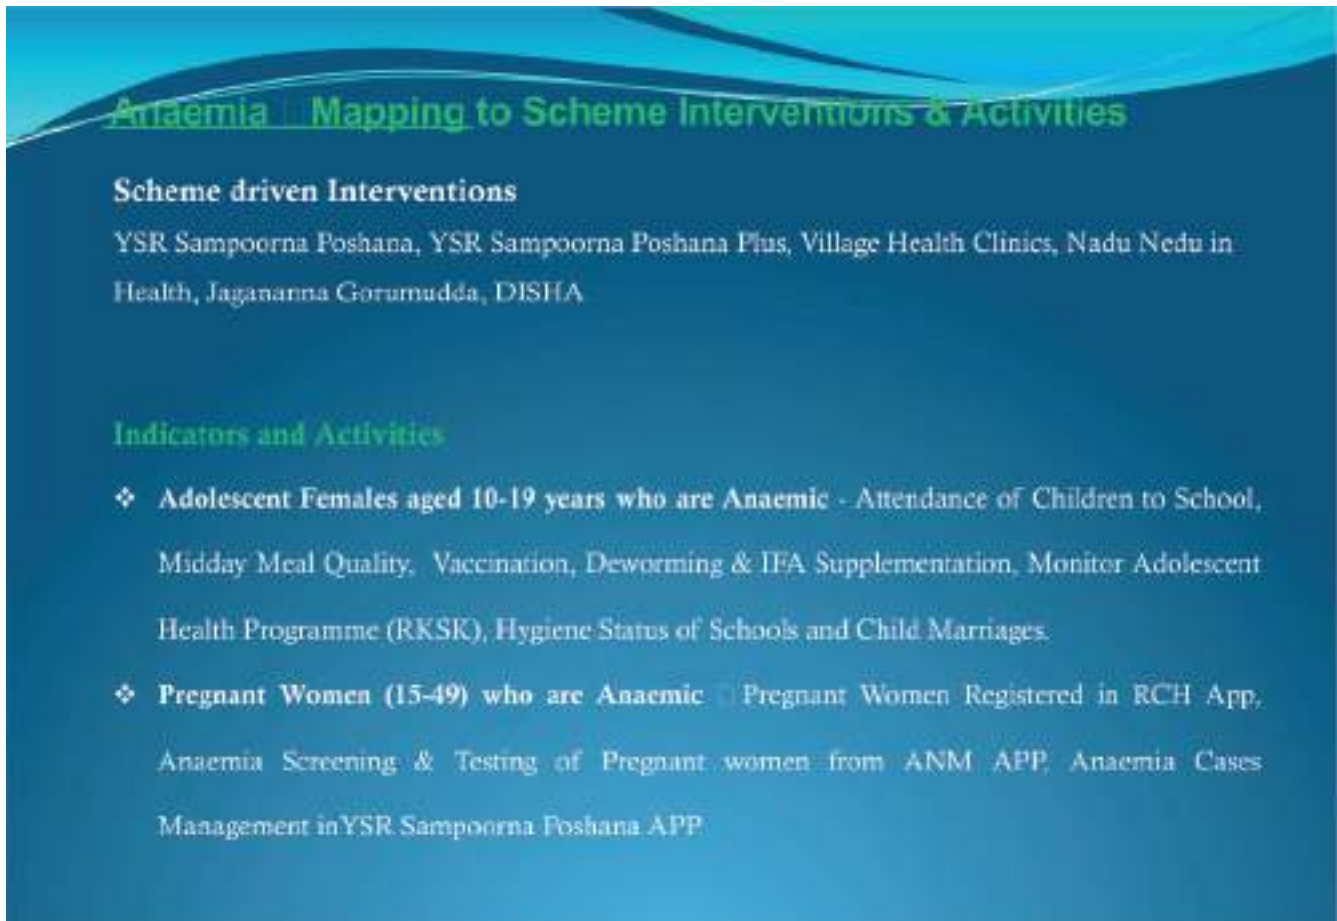 Anaemia Mapping to Scheme Interventions & Activities
Scheme driven Interventions
YSR Sampoorna Poshana, YSR Sampoorna Poshana Plus, Village Health Clinics, Nadu Nedu in
Health, Jagananna Gorumudda, DISHA
Indicators and Activities
❖ Adolescent Females aged 10-19 years who are Anaemic - Attendance of Children to School,
Midday Meal Quality, Vaccination, Deworming & IFA Supplementation, Monitor Adolescent
Health Programme (RKSK), Hygiene Status of Schools and Child Marriages.
❖ Pregnant Women (15-49) who are Anaemic Pregnant Women Registered in RCH App,
Anaemia Screening & Testing of Pregnant women from ANM APP, Anaemia Cases
Management inYSR Sampoorna Poshana APP